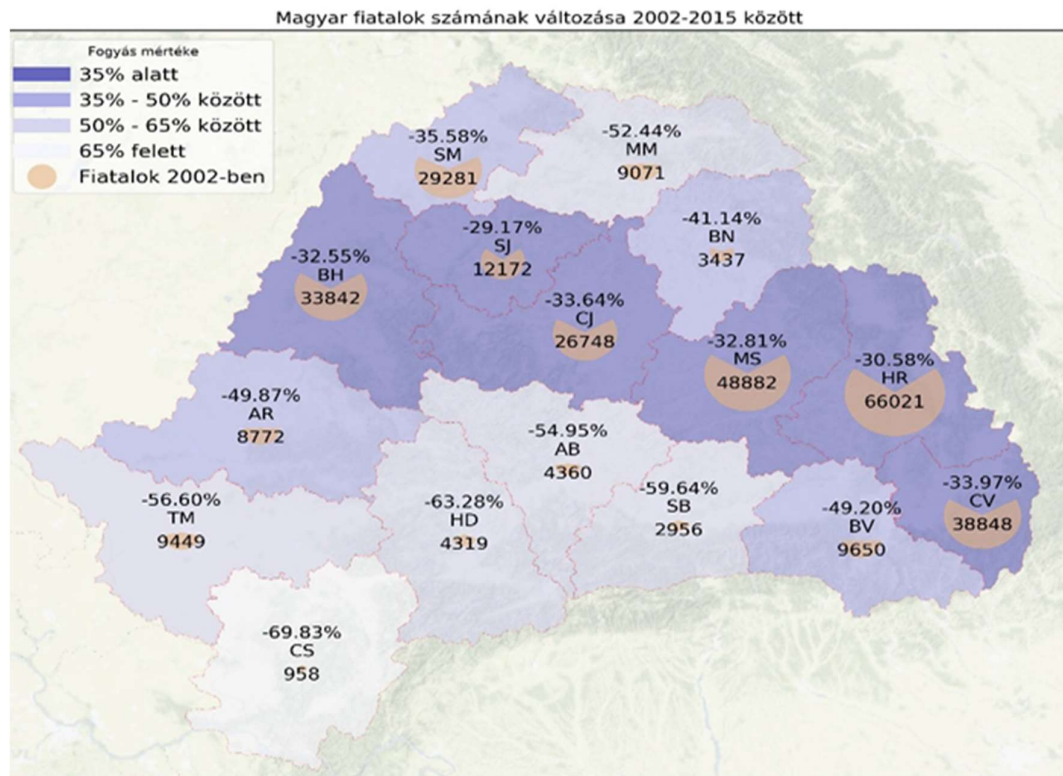 Magyar fiatalok számának változása 2002-2015 között
Fogyás mértéke
35% alatt
35% - 50% között
50% - 65% között
65% felett
Fiatalok 2002-ben
-35.58%
SM
29281
-52.44%
MM
9071
-29.17%
SJ
12172
-41.14%
BN
3437
-32.55%
BH
33842
-33.64%
CJ
26748
-32.81%
MS
48882
-30.58%
HR
66021
-49.87%
AR
8772
-54.95%
AB
4360
-56.60%
TM
9449
-63.28%
HD
4319
-59.64%
SB
2956
-49.20%
BV
9650
-33.97%
CV
38848
-69.83%
CS
958